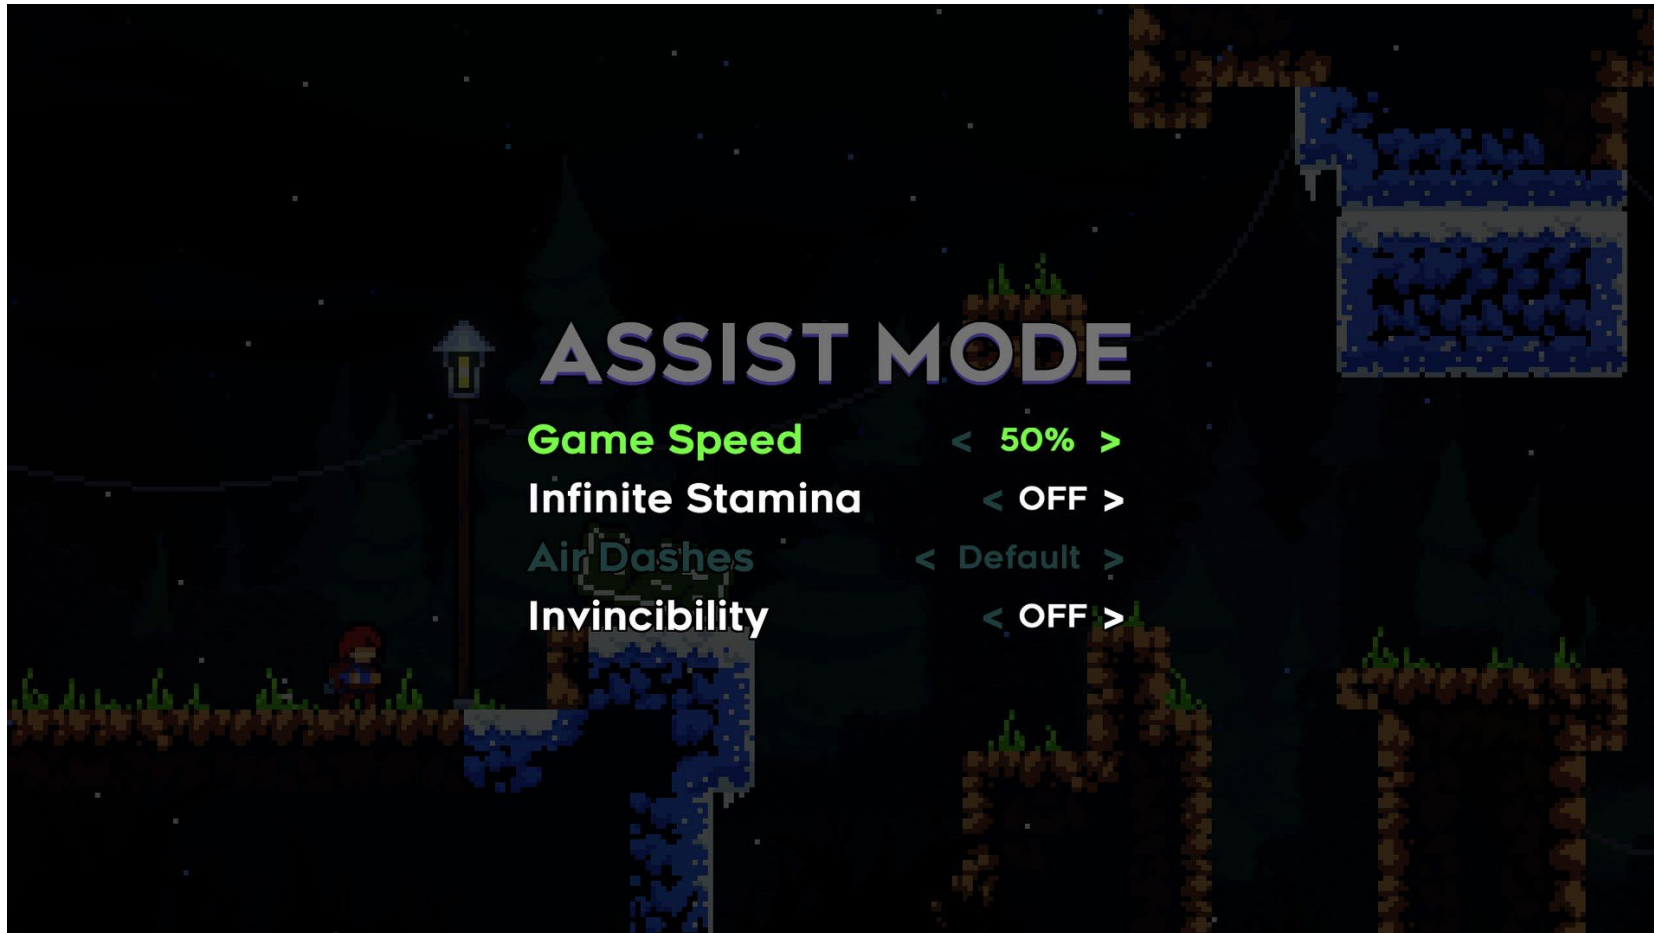 ASSIST MODE
Game Speed < 50% >
Infinite Stamina < OFF >
Air Dashes < Default >
Invincibility < OFF >